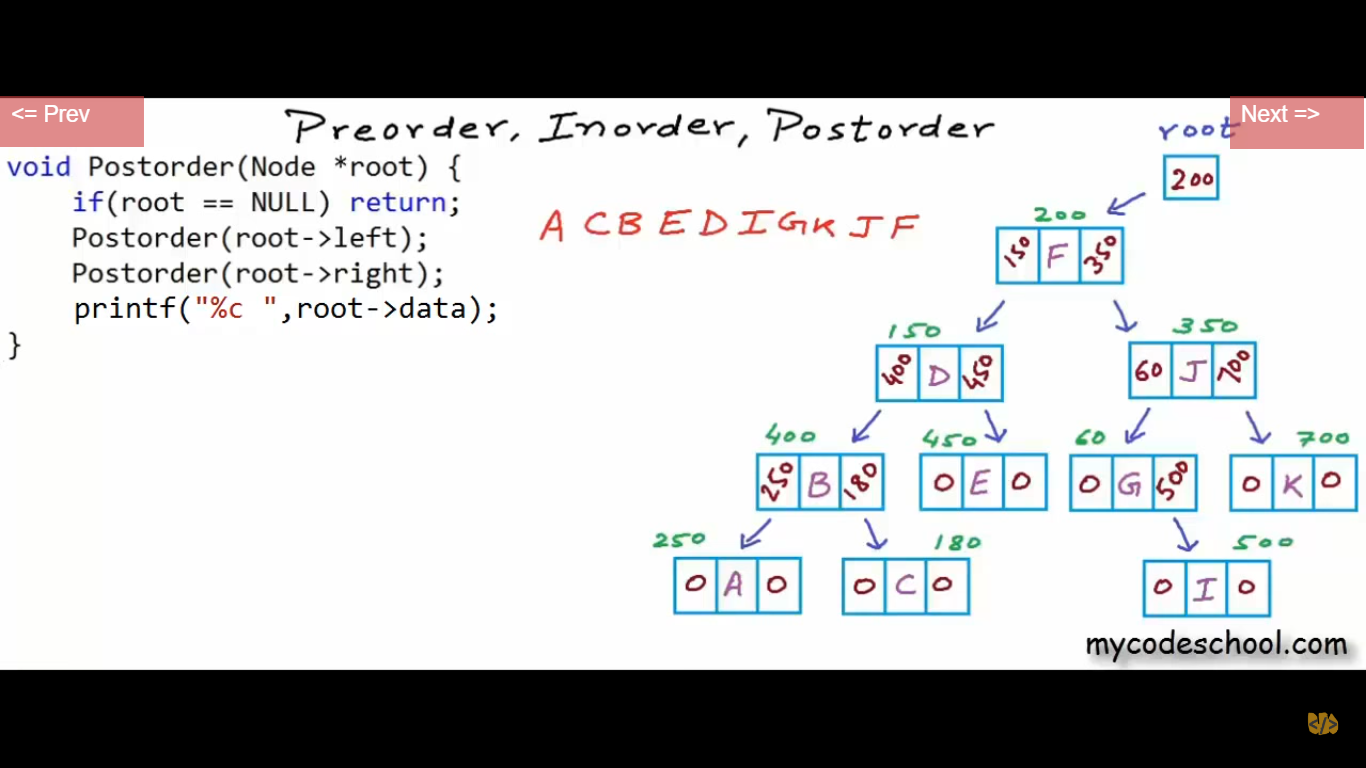 <= Prev
Next =>
Preorder, Inorder, Postorder
root
200
void Postorder(Node *root) {
if(root == NULL) return;
Postorder(root->left);
Postorder(root->right);
printf("%c ",root->data);
}
A C B E D I G K J F
200
150 F 350
150
400 D 450
350
60 J 700
400
250 B 180
450
0 E 0
60
0 G 500
700
0 K 0
250
0 A 0
180
0 C 0
500
0 I 0
mycodeschool.com